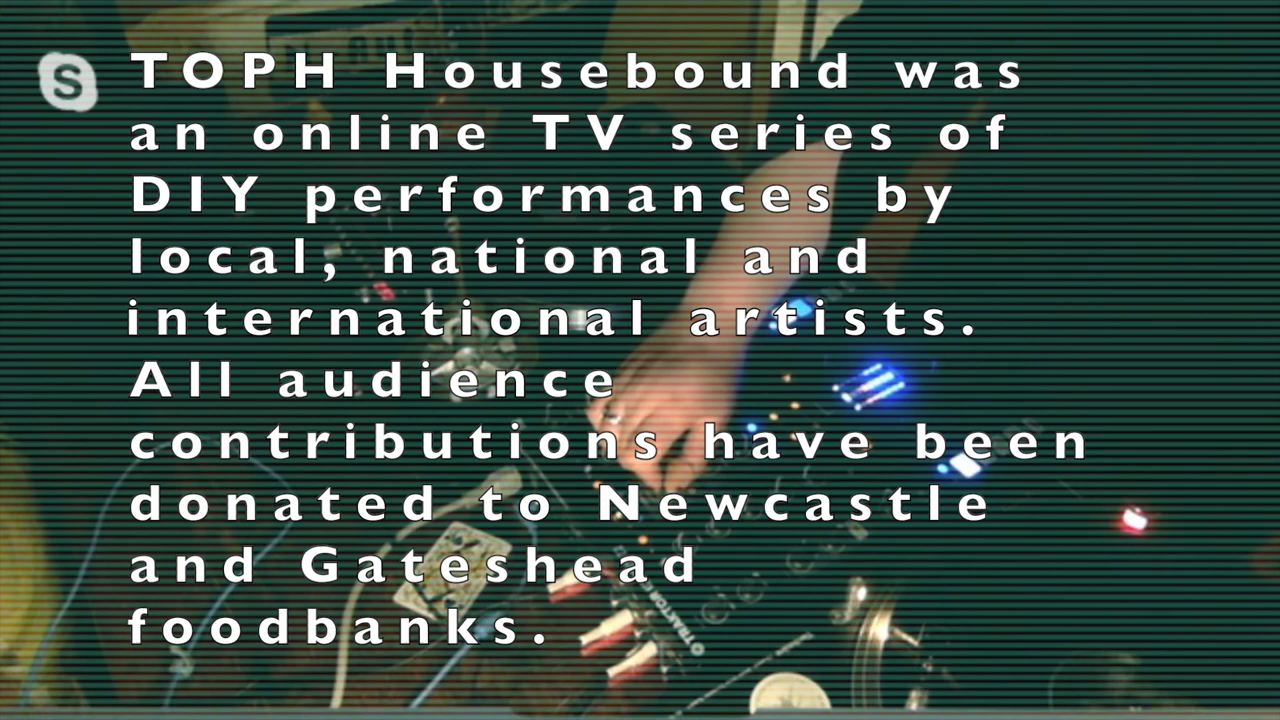 S
TOPH Housebound was
an online TV series of
DIY performances by
local, national and
international artists.
All audience
contributions have been
donated to Newcastle
and Gateshead
foodbanks.
TRAKTOR